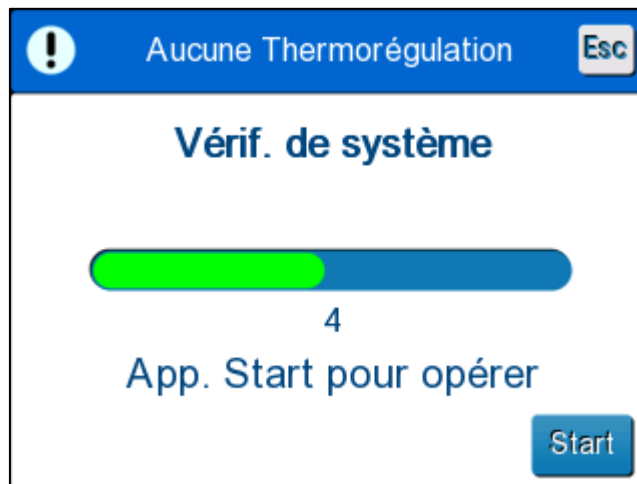 ! Aucune Thermorégulation Esc
Vérif. de système
4
App. Start pour opérer
Start